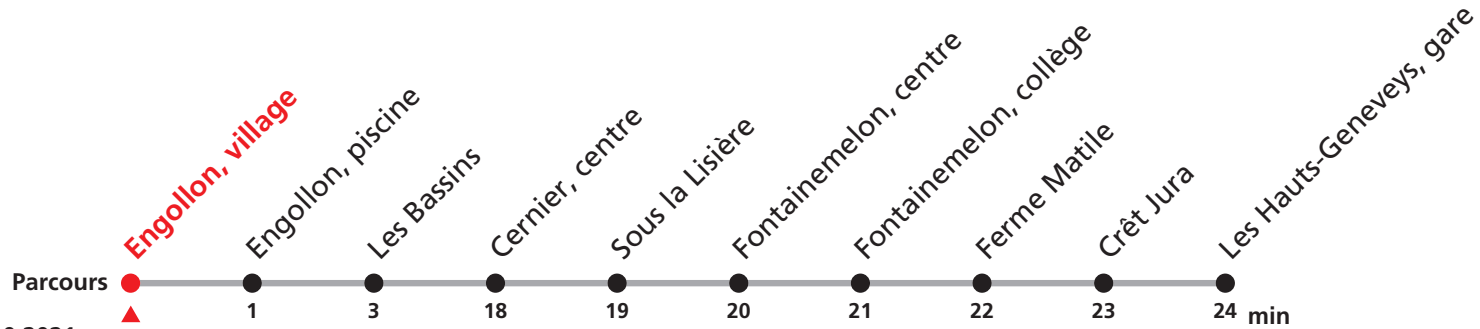 Engollon, village
Engollon, piscine
Les Bassins
Cernier, centre
Sous la Lisière
Fontainemelon, centre
Fontainemelon, collège
Ferme Matile
Crêt Jura
Les Hauts-Geneveys, gare
Parcours
1 3 18 19 20 21 22 23 24 min